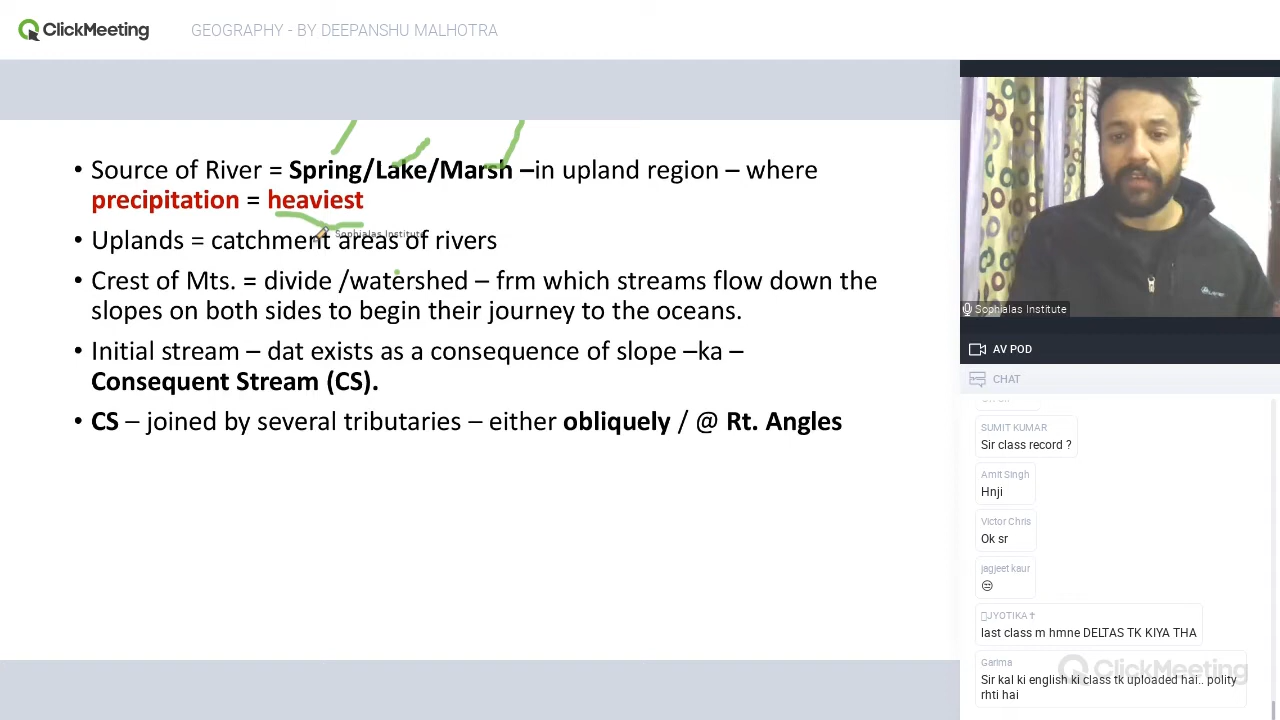 ClickMeeting
GEOGRAPHY - BY DEEPANSHU MALHOTRA
• Source of River = Spring/Lake/Marsh –in upland region – where
precipitation = heaviest
Sophialas Institute
• Uplands = catchment areas of rivers
• Crest of Mts. = divide /watershed – frm which streams flow down the
slopes on both sides to begin their journey to the oceans.
• Initial stream – dat exists as a consequence of slope –ka –
Consequent Stream (CS).
• CS – joined by several tributaries – either obliquely / @ Rt. Angles
Sophialas Institute
AV POD
CHAT
SUMIT KUMAR
Sir class record ?
Amit Singh
Hnji
Victor Chris
Ok sr
jagjeet kaur
😒
JYOTIKA✝
last class m hmne DELTAS TK KIYA THA
Garima
Sir kal ki english ki class tk uploaded hai.. polity
rhti hai
ClickMeeting